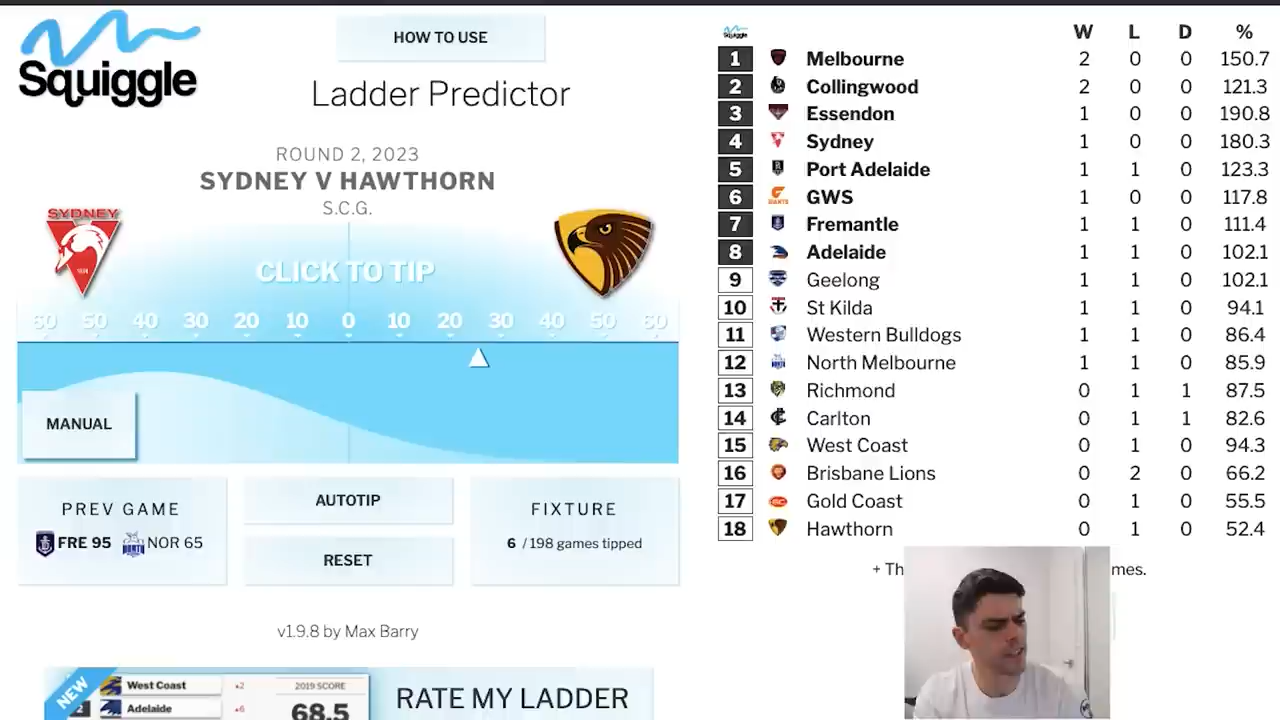 Squiggle
HOW TO USE
Ladder Predictor
ROUND 2, 2023
SYDNEY V HAWTHORN
S.C.G.
SYDNEY
CLICK TO TIP
60 50 40 30 20 10 0 10 20 30 40 50 60
MANUAL
PREV GAME
FRE 95 NOR 65
AUTOTIP
RESET
FIXTURE
6 / 198 games tipped
v1.9.8 by Max Barry
NEW
West Coast 2
2 Adelaide 6
2019 SCORE
68.5
RATE MY LADDER
Squiggle W L D %
1 Melbourne 2 0 0 150.7
2 Collingwood 2 0 0 121.3
3 Essendon 1 0 0 190.8
4 Sydney 1 0 0 180.3
5 Port Adelaide 1 1 0 123.3
6 GWS 1 0 0 117.8
7 Fremantle 1 1 0 111.4
8 Adelaide 1 1 0 102.1
9 Geelong 1 1 0 102.1
10 St Kilda 1 1 0 94.1
11 Western Bulldogs 1 1 0 86.4
12 North Melbourne 1 1 0 85.9
13 Richmond 0 1 1 87.5
14 Carlton 0 1 1 82.6
15 West Coast 0 1 0 94.3
16 Brisbane Lions 0 2 0 66.2
17 Gold Coast 0 1 0 55.5
18 Hawthorn 0 1 0 52.4
+ Th mes.